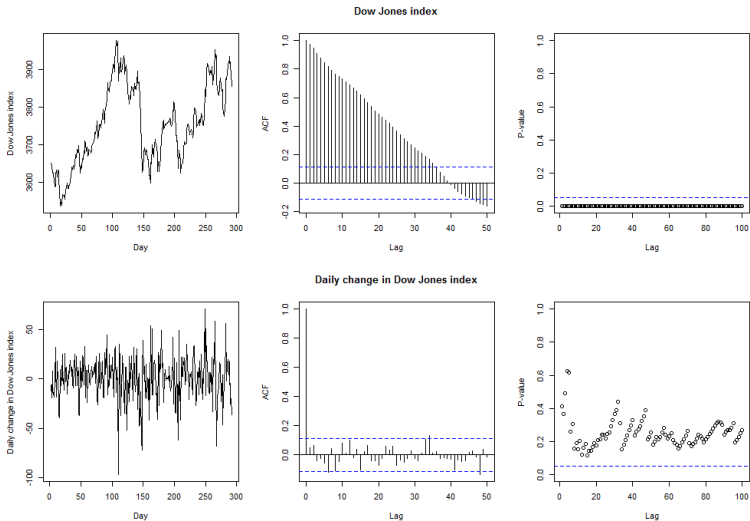 Dow Jones index
Dow Jones index
3600 3700 3800 3900
0 50 100 150 200 250 300
Day
ACF
-0.2 0.0 0.2 0.4 0.6 0.8 1.0
0 10 20 30 40 50
Lag
P-value
0.0 0.2 0.4 0.6 0.8 1.0
0 20 40 60 80 100
Lag
Daily change in Dow Jones index
Daily change in Dow Jones index
-100 -50 0 50
0 50 100 150 200 250 300
Day
ACF
0.0 0.2 0.4 0.6 0.8 1.0
0 10 20 30 40 50
Lag
P-value
0.0 0.2 0.4 0.6 0.8 1.0
0 20 40 60 80 100
Lag